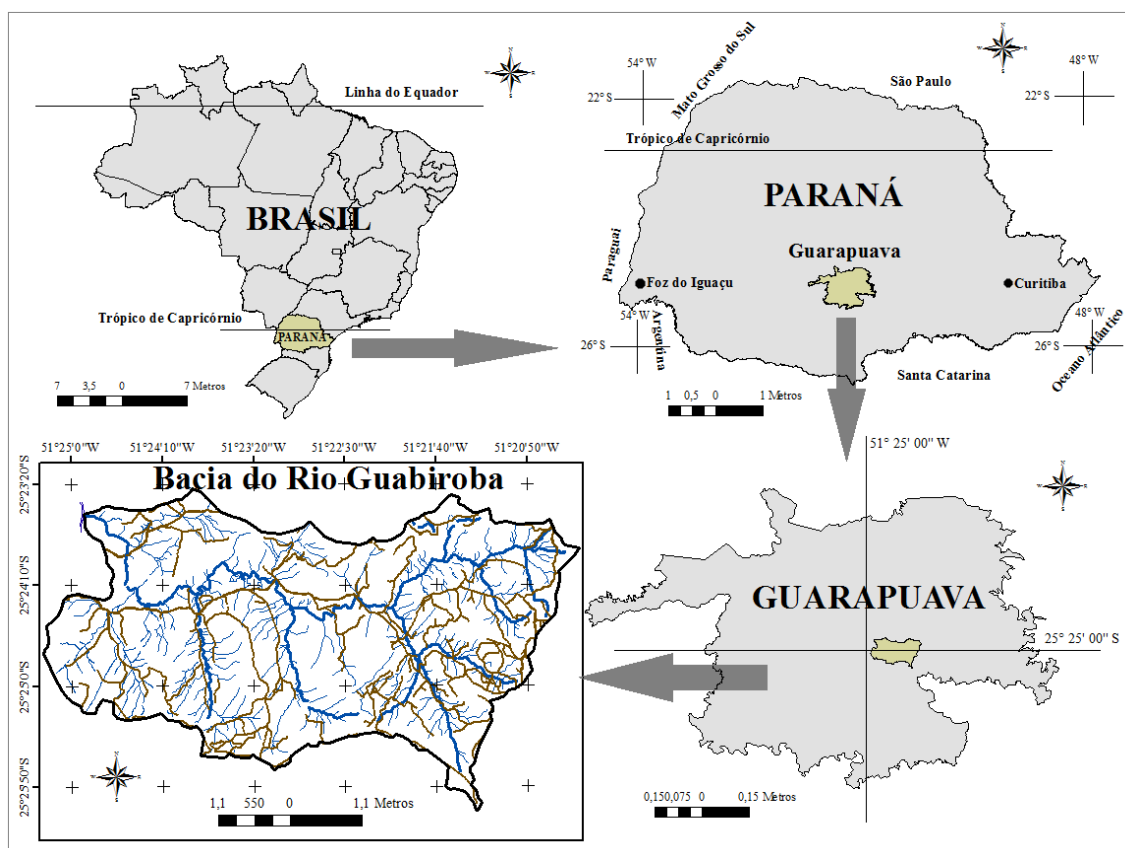 N
W E
S
Linha do Equador
BRASIL
Trópico de Capricórnio
PARANÁ
7 3,5 0 7 Metros
N
W E
S
54° W
Mato Grosso do Sul
São Paulo
48° W
22° S
22° S
Trópico de Capricórnio
PARANÁ
Guarapuava
Paraguai
Foz do Iguaçu
Curitiba
54° W
Argentina
48° W
26° S
26° S
Oceano Atlântico
Santa Catarina
1 0,5 0 1 Metros
51°25'0"W 51°24'10"W 51°23'20"W 51°22'30"W 51°21'40"W 51°20'50"W
Bacia do Rio Guabiroba
25°23'20"S
25°24'10"S
25°25'0"S
25°25'50"S
N
W E
S
1,1 550 0 1,1 Metros
51° 25' 00" W
N
W E
S
GUARAPUAVA
25° 25' 00" S
0,150,075 0 0,15 Metros